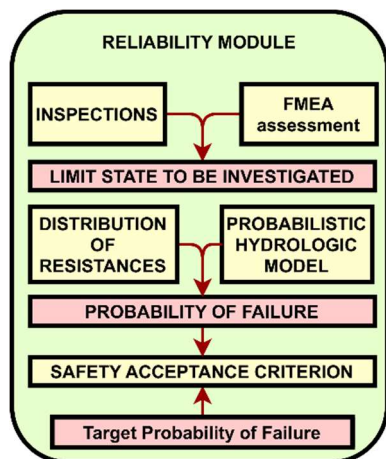 RELIABILITY MODULE
INSPECTIONS
FMEA
assessment
LIMIT STATE TO BE INVESTIGATED
DISTRIBUTION
OF
RESISTANCES
PROBABILISTIC
HYDROLOGIC
MODEL
PROBABILITY OF FAILURE
SAFETY ACCEPTANCE CRITERION
Target Probability of Failure